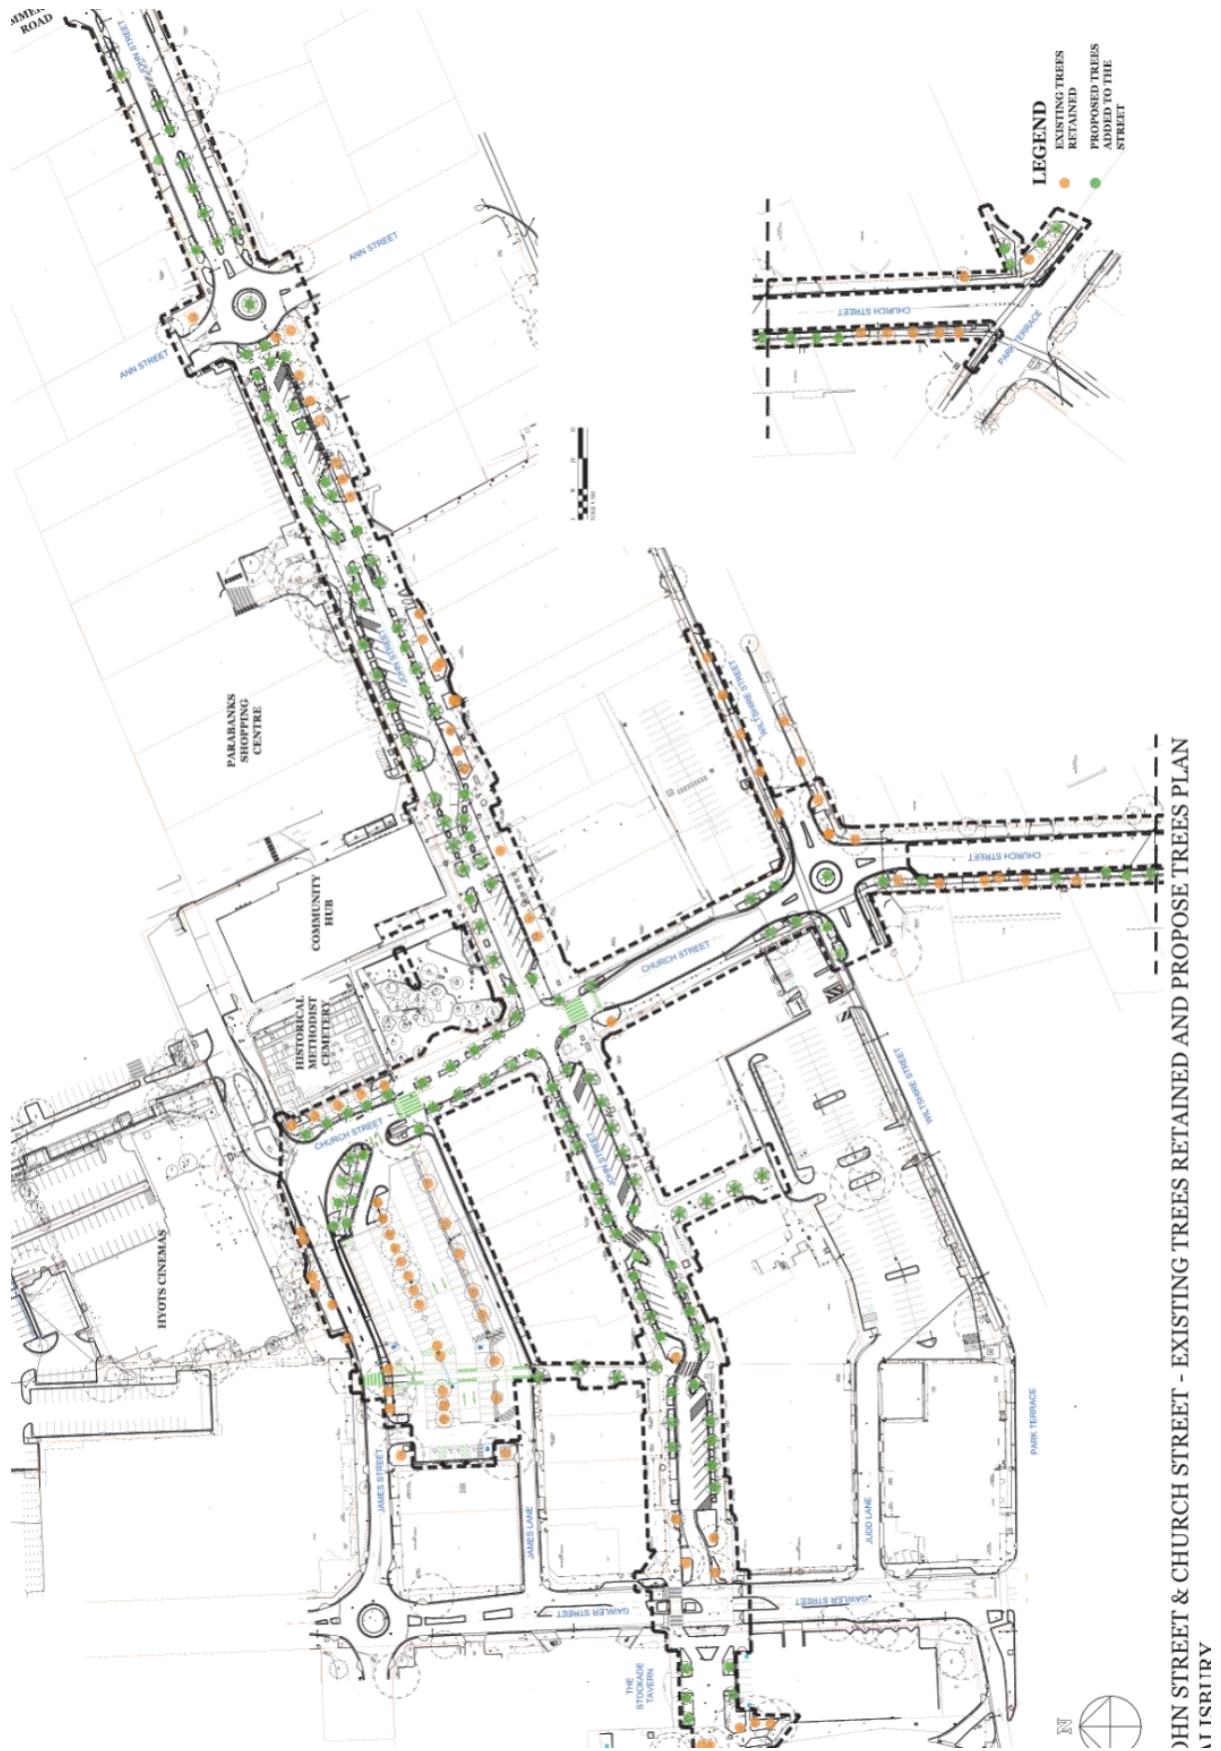 ROAD
JOHN STREET
LEGEND
EXISTING TREES
RETAINED
PROPOSED TREES
ADDED TO THE
STREET
ANN STREET
ANN STREET
CHURCH STREET
PARK TERRACE
JOHN STREET
PARABANKS
SHOPPING
CENTRE
WILTSHIRE STREET
COMMUNITY
HUB
CHURCH STREET
CHURCH STREET
HISTORICAL
METHODIST
CEMETERY
CHURCH STREET
JOHN STREET
WILTSHIRE STREET
HYOTS CINEMAS
JAMES STREET
JAMES LANE
JUDD LANE
PARK TERRACE
GAWLER STREET
GAWLER STREET
THE
STOCKADE
TAVERN
N
OHN STREET & CHURCH STREET - EXISTING TREES RETAINED AND PROPOSE TREES PLAN
ALISBURY